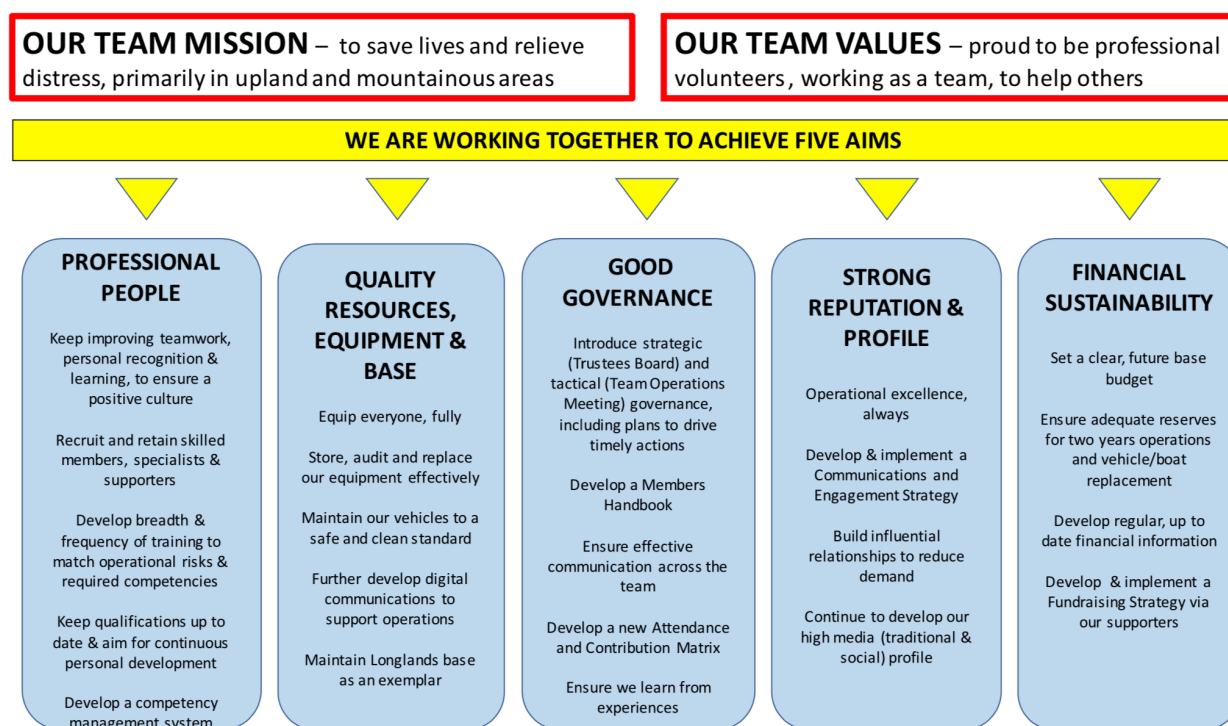 OUR TEAM MISSION – to save lives and relieve
distress, primarily in upland and mountainous areas
OUR TEAM VALUES – proud to be professional
volunteers, working as a team, to help others
WE ARE WORKING TOGETHER TO ACHIEVE FIVE AIMS
PROFESSIONAL
PEOPLE
Keep improving teamwork,
personal recognition &
learning, to ensure a
positive culture
Recruit and retain skilled
members, specialists &
supporters
Develop breadth &
frequency of training to
match operational risks &
required competencies
Keep qualifications up to
date & aim for continuous
personal development
Develop a competency
management system
QUALITY
RESOURCES,
EQUIPMENT &
BASE
Equip everyone, fully
Store, audit and replace
our equipment effectively
Maintain our vehicles to a
safe and clean standard
Further develop digital
communications to
support operations
Maintain Longlands base
as an exemplar
GOOD
GOVERNANCE
Introduce strategic
(Trustees Board) and
tactical (Team Operations
Meeting) governance,
including plans to drive
timely actions
Develop a Members
Handbook
Ensure effective
communication across the
team
Develop a new Attendance
and Contribution Matrix
Ensure we learn from
experiences
STRONG
REPUTATION &
PROFILE
Operational excellence,
always
Develop & implement a
Communications and
Engagement Strategy
Build influential
relationships to reduce
demand
Continue to develop our
high media (traditional &
social) profile
FINANCIAL
SUSTAINABILITY
Set a clear, future base
budget
Ensure adequate reserves
for two years operations
and vehicle/boat
replacement
Develop regular, up to
date financial information
Develop & implement a
Fundraising Strategy via
our supporters